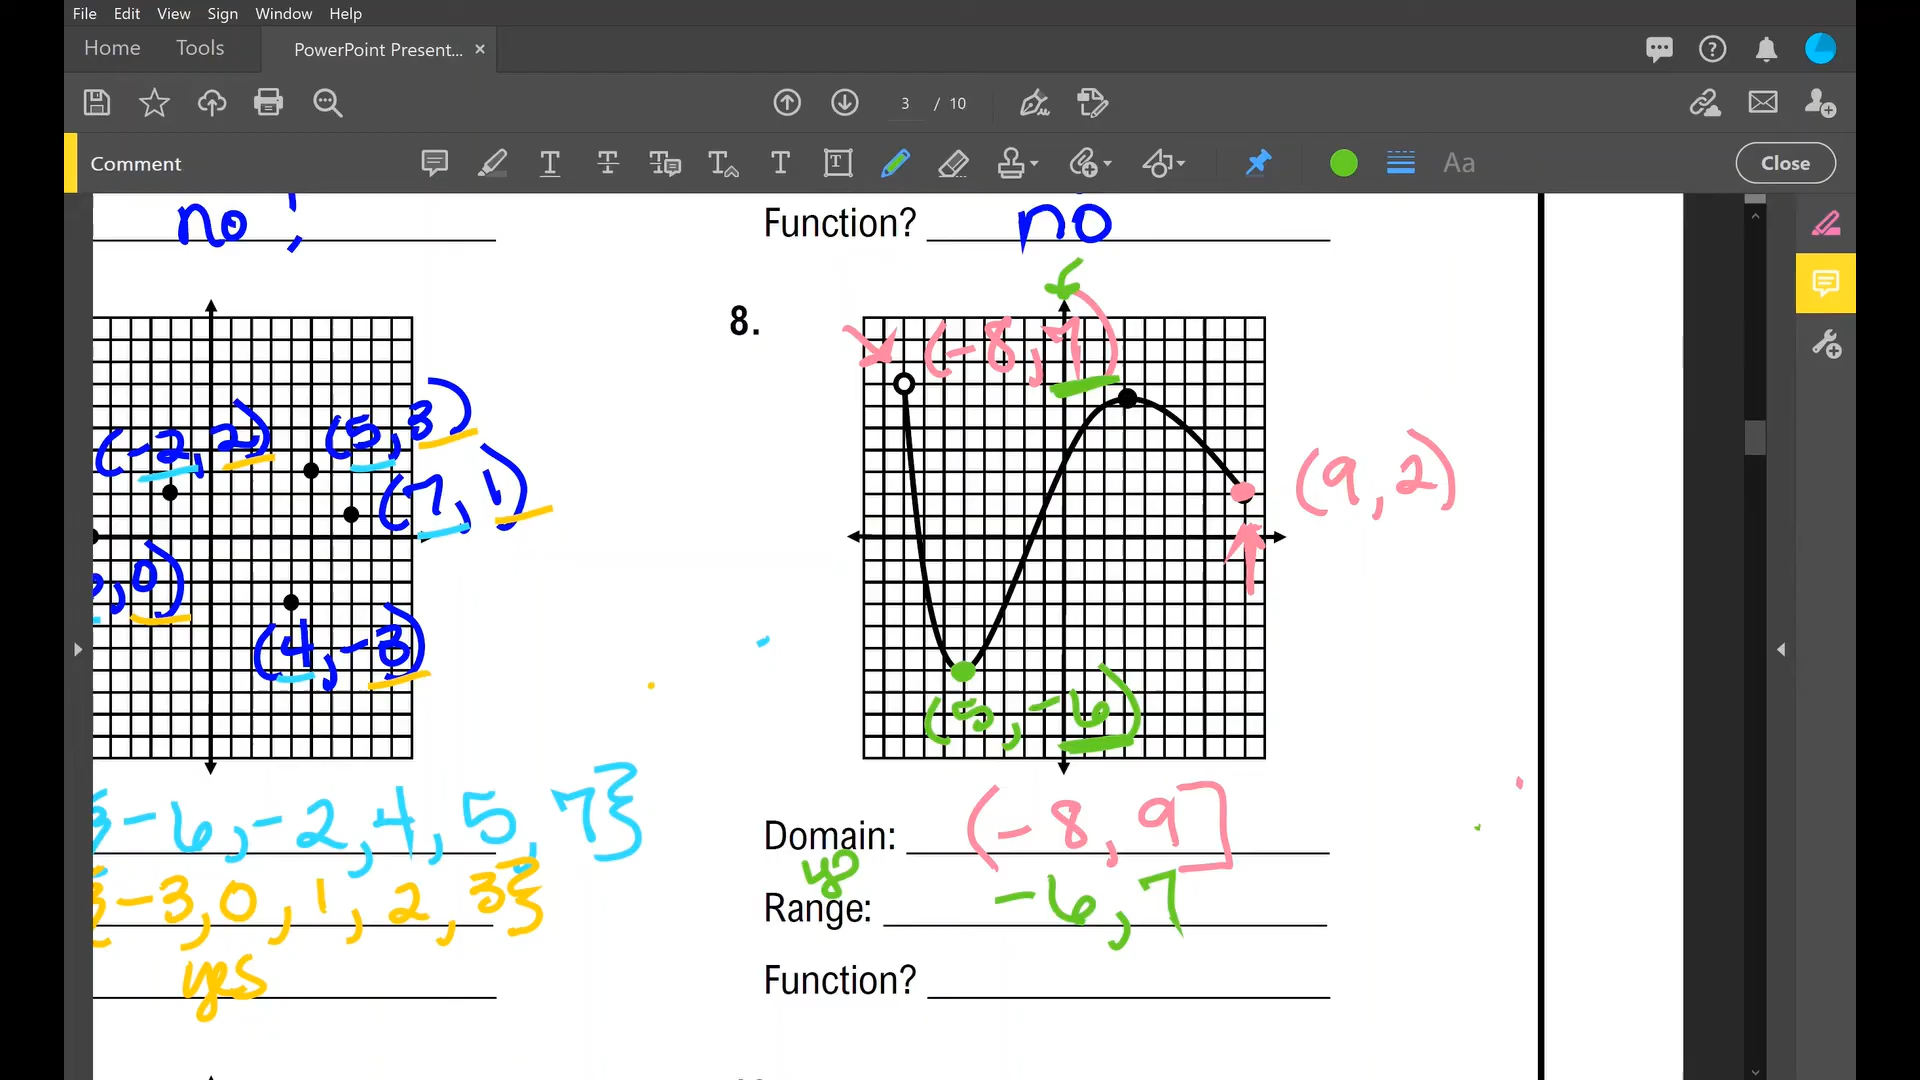 File Edit View Sign Window Help
Home Tools PowerPoint Present... ×
3 / 10
Comment
T T T T T T Aa Close
no ;
Function? no
8.
(-8, 7)
(-2, 2) (5, 3)
(7, 1)
(9, 2)
, 0)
(4, -3)
(5, -6)
{-6, -2, 4, 5, 7}
Domain: (-8, 9]
y
{-3, 0, 1, 2, 3}
Range: -6, 7
yes
Function?